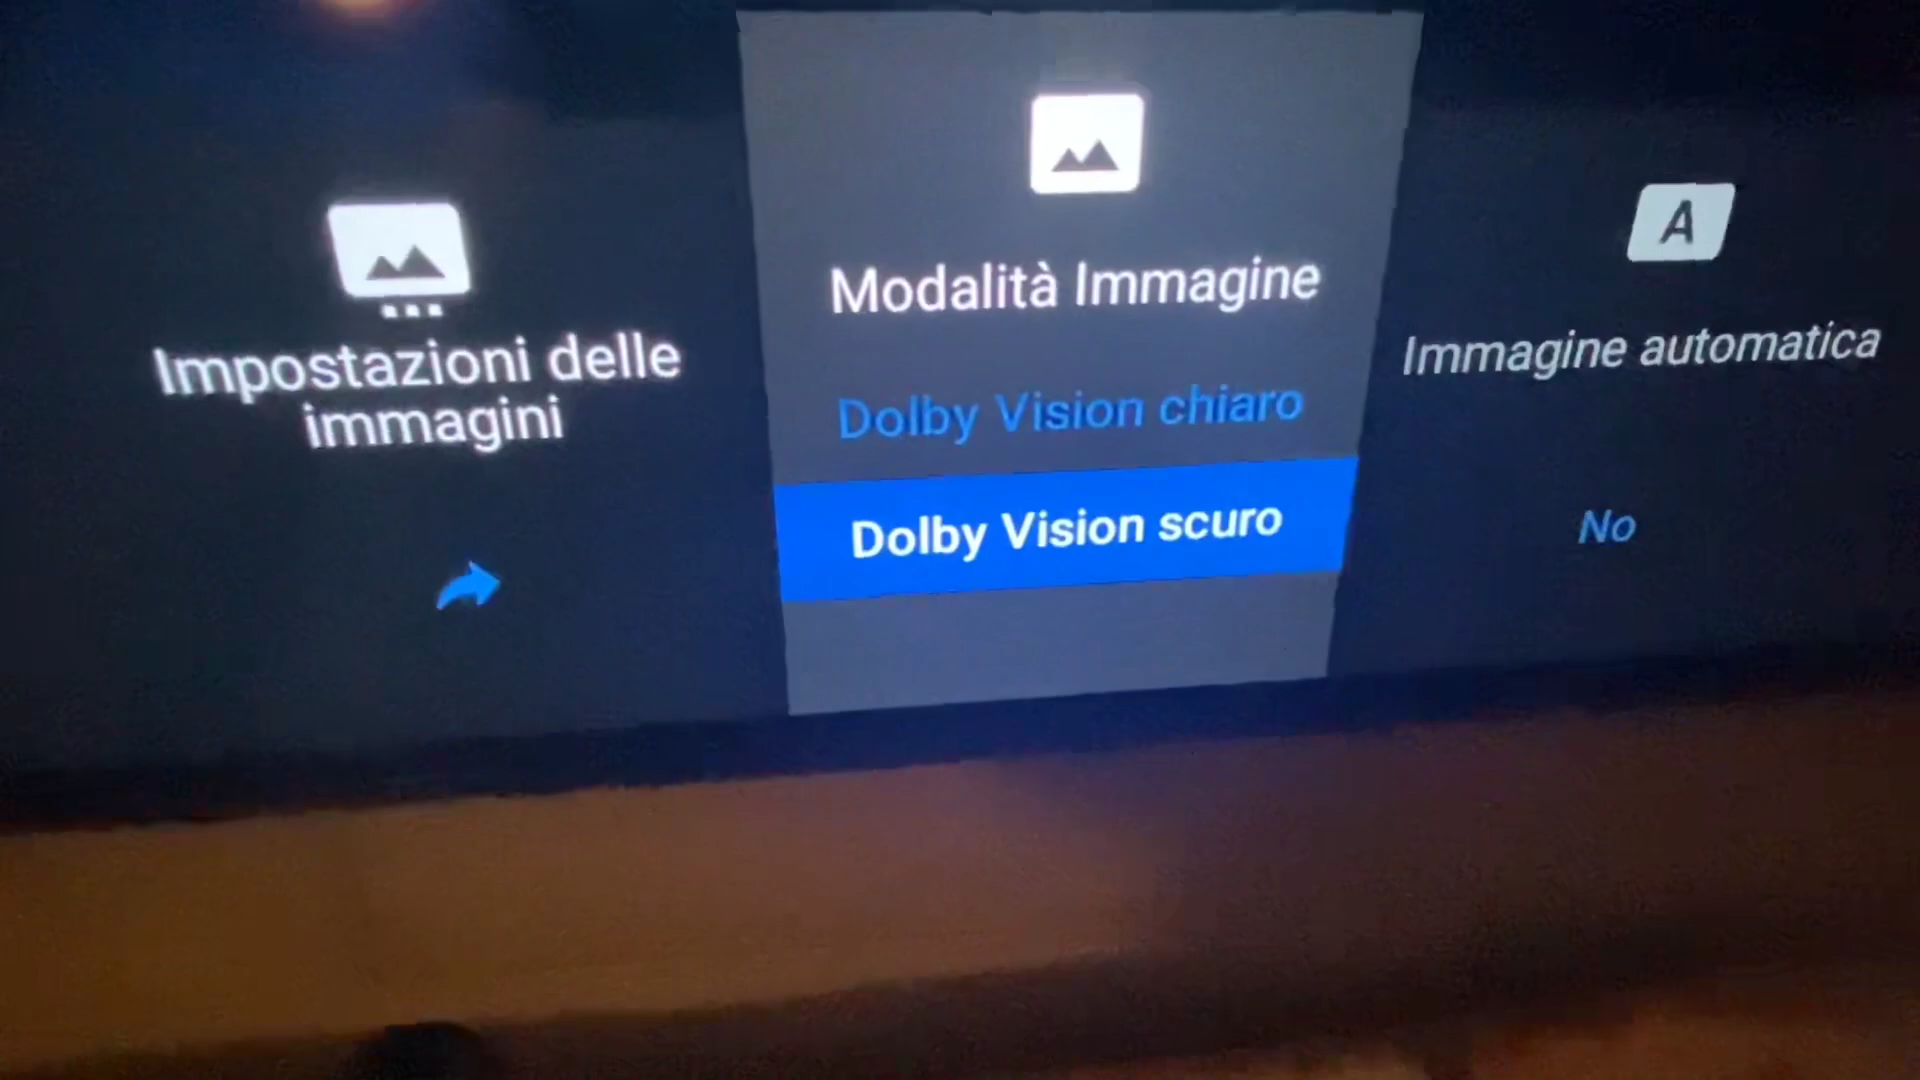 Impostazioni delle
immagini
Modalità Immagine
Dolby Vision chiaro
Dolby Vision scuro
A
Immagine automatica
No